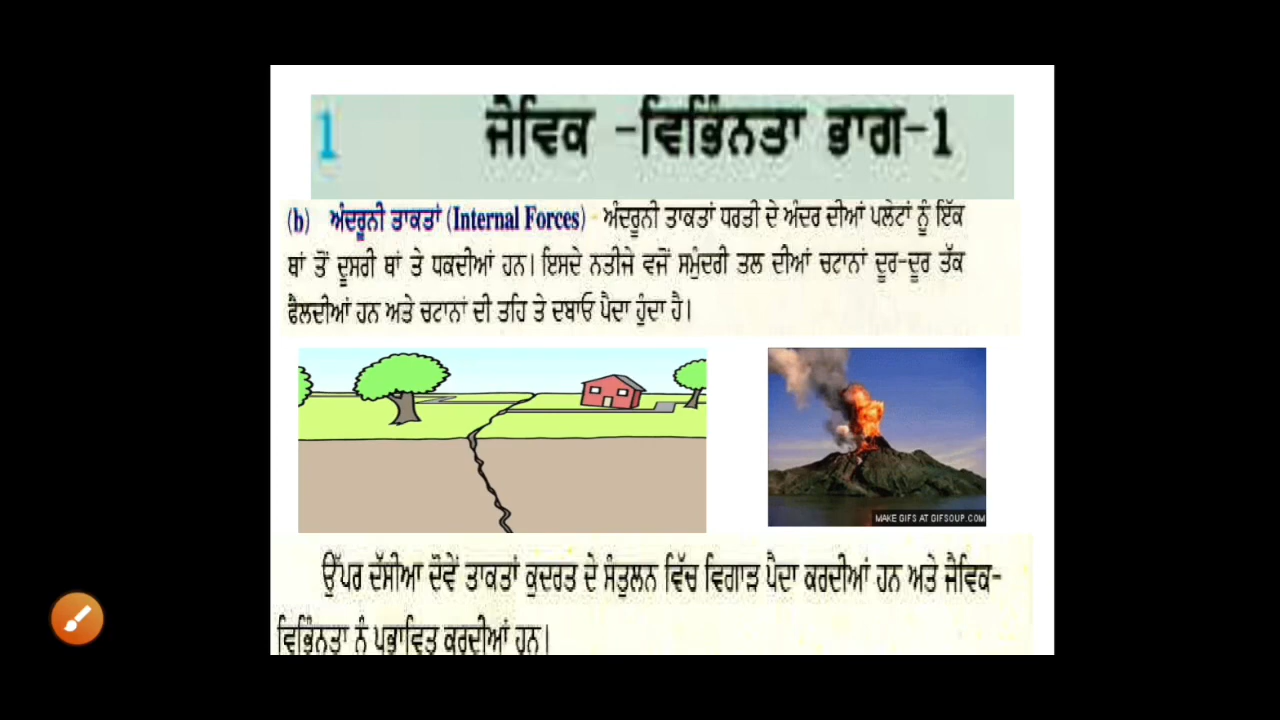 1 ਜੈਵਿਕ -ਵਿਭਿੰਨਤਾ ਭਾਗ-1
(b) ਅੰਦਰੂਨੀ ਤਾਕਤਾਂ (Internal Forces) - ਅੰਦਰੂਨੀ ਤਾਕਤਾਂ ਧਰਤੀ ਦੇ ਅੰਦਰ ਦੀਆਂ ਪਲੇਟਾਂ ਨੂੰ ਇੱਕ
ਥਾਂ ਤੋਂ ਦੂਸਰੀ ਥਾਂ ਤੇ ਧਕਦੀਆਂ ਹਨ। ਇਸਦੇ ਨਤੀਜੇ ਵਜੋਂ ਸਮੁੰਦਰੀ ਤਲ ਦੀਆਂ ਚਟਾਨਾਂ ਦੂਰ-ਦੂਰ ਤੱਕ
ਫੈਲਦੀਆਂ ਹਨ ਅਤੇ ਚਟਾਨਾਂ ਦੀ ਤਹਿ ਤੇ ਦਬਾਓ ਪੈਦਾ ਹੁੰਦਾ ਹੈ।
MAKE GIFS AT GIFSOUP.COM
ਉੱਪਰ ਦੱਸੀਆ ਦੋਵੇਂ ਤਾਕਤਾਂ ਕੁਦਰਤ ਦੇ ਸੰਤੁਲਨ ਵਿੱਚ ਵਿਗਾੜ ਪੈਦਾ ਕਰਦੀਆਂ ਹਨ ਅਤੇ ਜੈਵਿਕ-
ਵਿਭਿੰਨਤਾ ਨੂੰ ਪ੍ਰਭਾਵਿਤ ਕਰਦੀਆਂ ਹਨ।